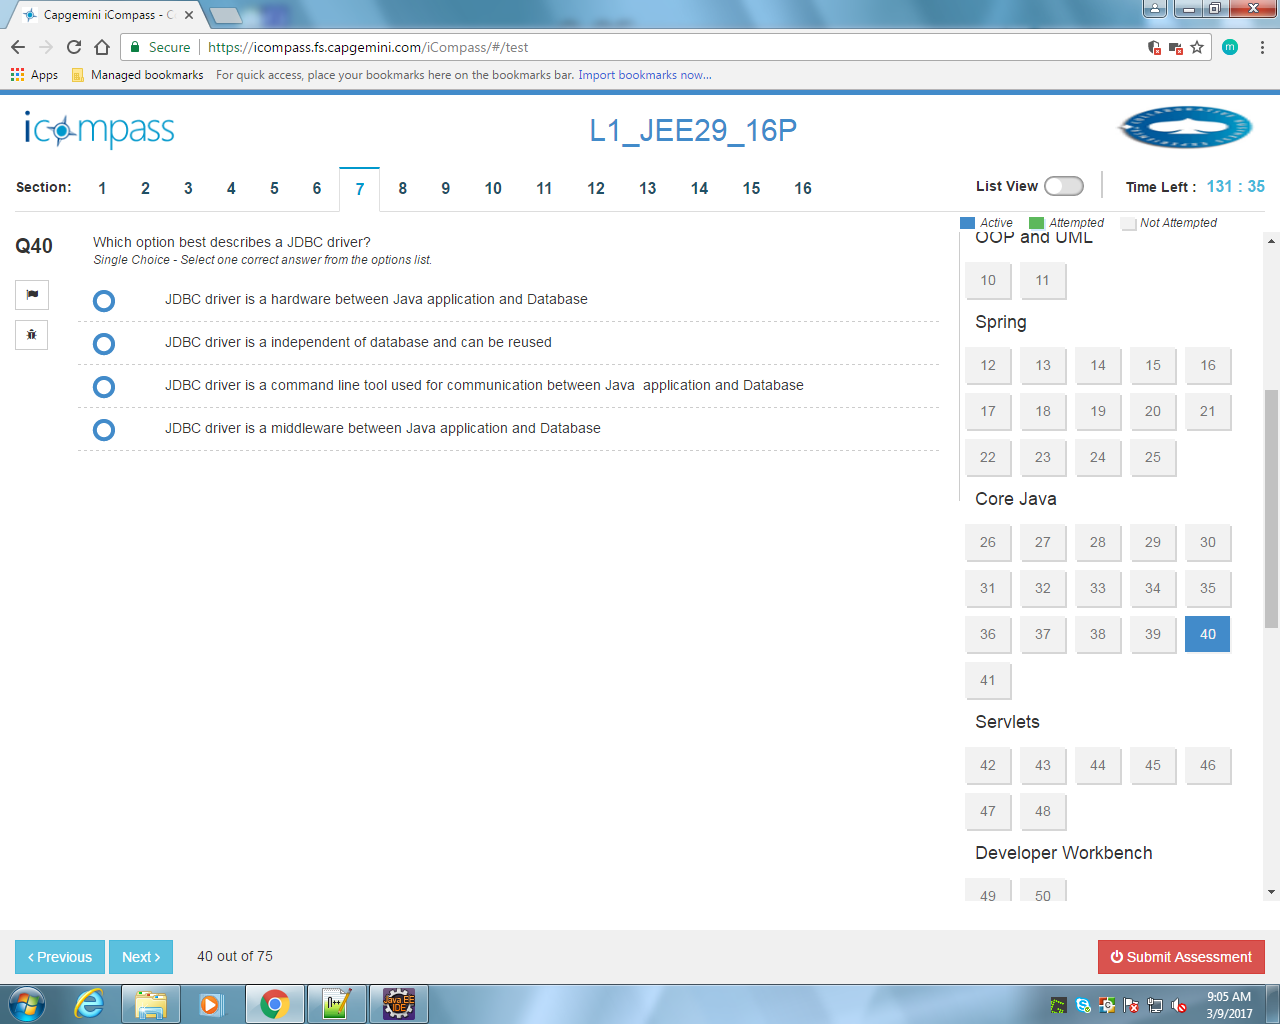 Capgemini iCompass - C
Secure https://icompass.fs.capgemini.com/iCompass/#/test
m
Apps Managed bookmarks For quick access, place your bookmarks here on the bookmarks bar. Import bookmarks now...
icompass
L1_JEE29_16P
Section: 1 2 3 4 5 6 7 8 9 10 11 12 13 14 15 16
List View Time Left : 131 : 35
Active Attempted Not Attempted
Q40
Which option best describes a JDBC driver?
Single Choice - Select one correct answer from the options list.
JDBC driver is a hardware between Java application and Database
JDBC driver is a independent of database and can be reused
JDBC driver is a command line tool used for communication between Java  application and Database
JDBC driver is a middleware between Java application and Database
OOP and UML
10 11
Spring
12 13 14 15 16
17 18 19 20 21
22 23 24 25
Core Java
26 27 28 29 30
31 32 33 34 35
36 37 38 39 40
41
Servlets
42 43 44 45 46
47 48
Developer Workbench
49 50
‹ Previous Next › 40 out of 75
Submit Assessment
Java EE
IDE
9:05 AM
3/9/2017